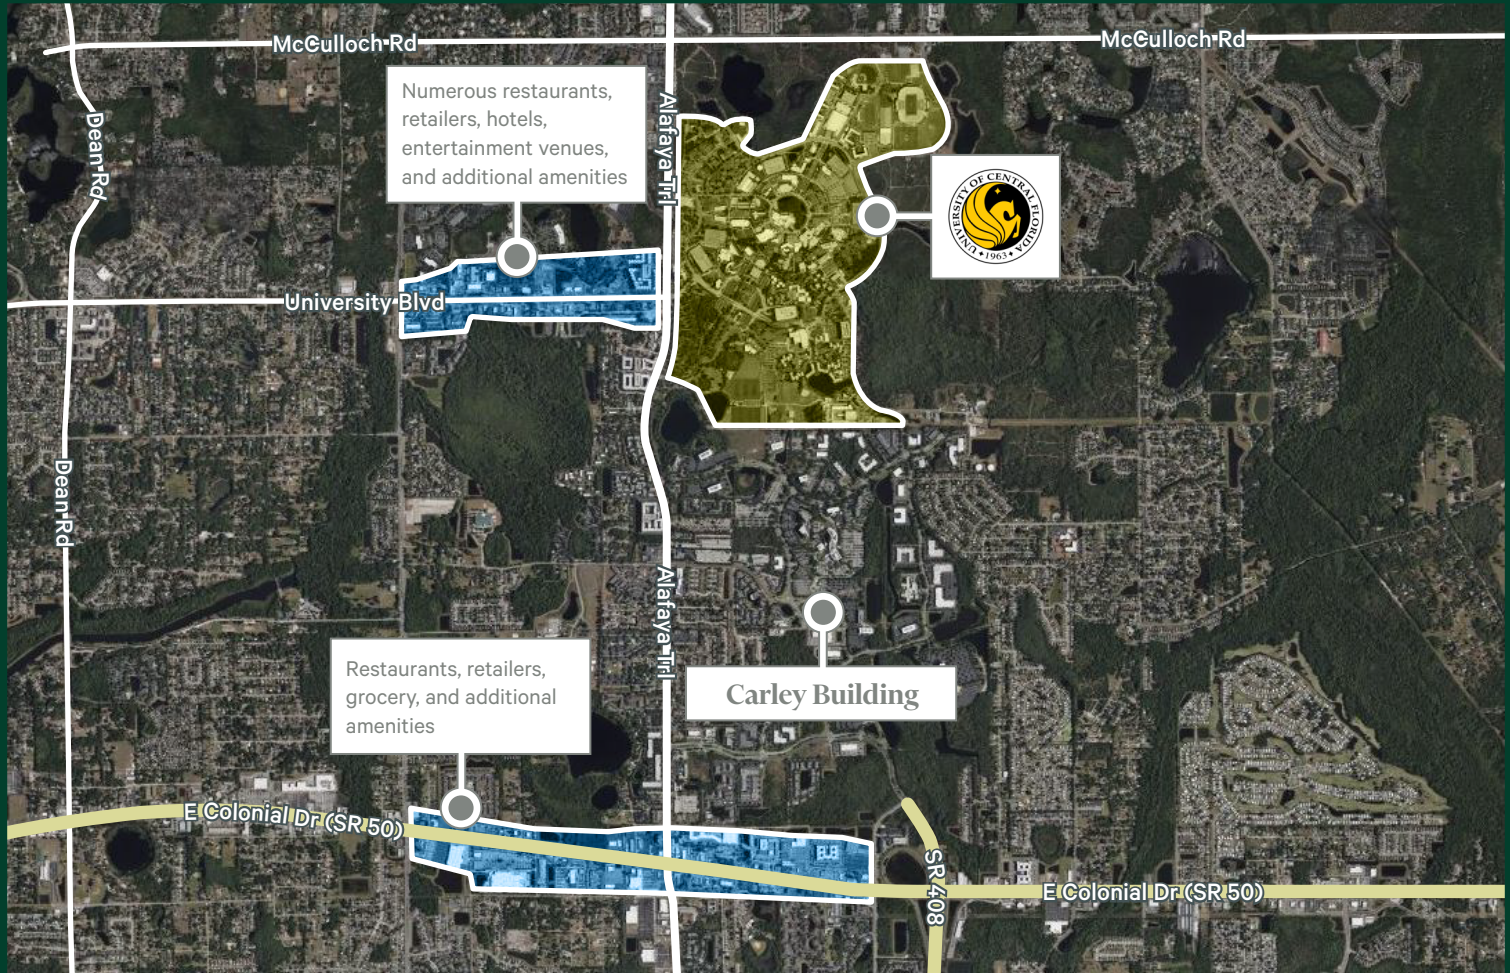 McCulloch Rd
McCulloch Rd
Numerous restaurants,
retailers, hotels,
entertainment venues,
and additional amenities
Alafaya Trl
Dean Rd
UNIVERSITY OF CENTRAL FLORIDA
1963
University Blvd
Dean Rd
Alafaya Trl
Restaurants, retailers,
grocery, and additional
amenities
Carley Building
E Colonial Dr (SR 50)
SR 408
E Colonial Dr (SR 50)